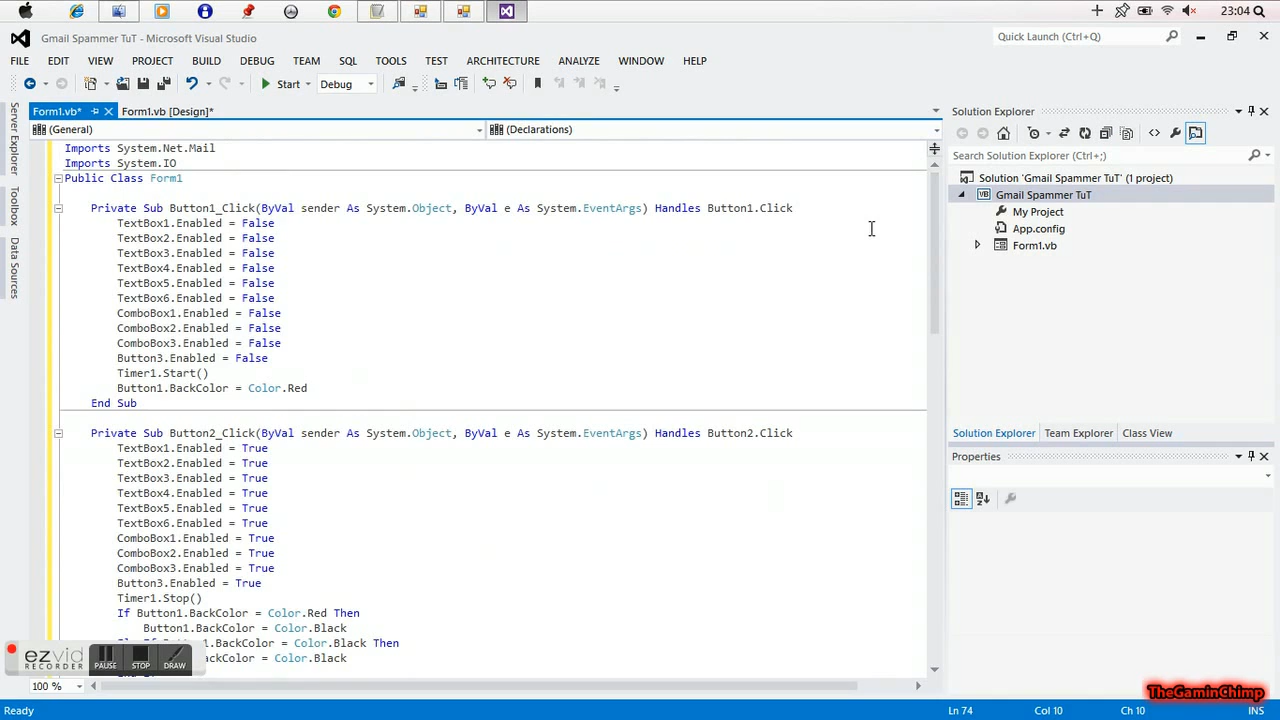 23:04
Gmail Spammer TuT - Microsoft Visual Studio
Quick Launch (Ctrl+Q)
FILE EDIT VIEW PROJECT BUILD DEBUG TEAM SQL TOOLS TEST ARCHITECTURE ANALYZE WINDOW HELP
Start Debug
Form1.vb* Form1.vb [Design]*
(General) (Declarations)
Server Explorer
Toolbox
Data Sources
Imports System.Net.Mail
Imports System.IO
Public Class Form1
Private Sub Button1_Click(ByVal sender As System.Object, ByVal e As System.EventArgs) Handles Button1.Click
TextBox1.Enabled = False
TextBox2.Enabled = False
TextBox3.Enabled = False
TextBox4.Enabled = False
TextBox5.Enabled = False
TextBox6.Enabled = False
ComboBox1.Enabled = False
ComboBox2.Enabled = False
ComboBox3.Enabled = False
Button3.Enabled = False
Timer1.Start()
Button1.BackColor = Color.Red
End Sub
Private Sub Button2_Click(ByVal sender As System.Object, ByVal e As System.EventArgs) Handles Button2.Click
TextBox1.Enabled = True
TextBox2.Enabled = True
TextBox3.Enabled = True
TextBox4.Enabled = True
TextBox5.Enabled = True
TextBox6.Enabled = True
ComboBox1.Enabled = True
ComboBox2.Enabled = True
ComboBox3.Enabled = True
Button3.Enabled = True
Timer1.Stop()
If Button1.BackColor = Color.Red Then
Button1.BackColor = Color.Black
1.BackColor = Color.Black Then
BackColor = Color.Black
100 %
Solution Explorer
Search Solution Explorer (Ctrl+;)
Solution 'Gmail Spammer TuT' (1 project)
VB Gmail Spammer TuT
My Project
App.config
Form1.vb
Solution Explorer Team Explorer Class View
Properties
ezvid
RECORDER
PAUSE STOP DRAW
TheGaminChimp
Ready Ln 74 Col 10 Ch 10 INS